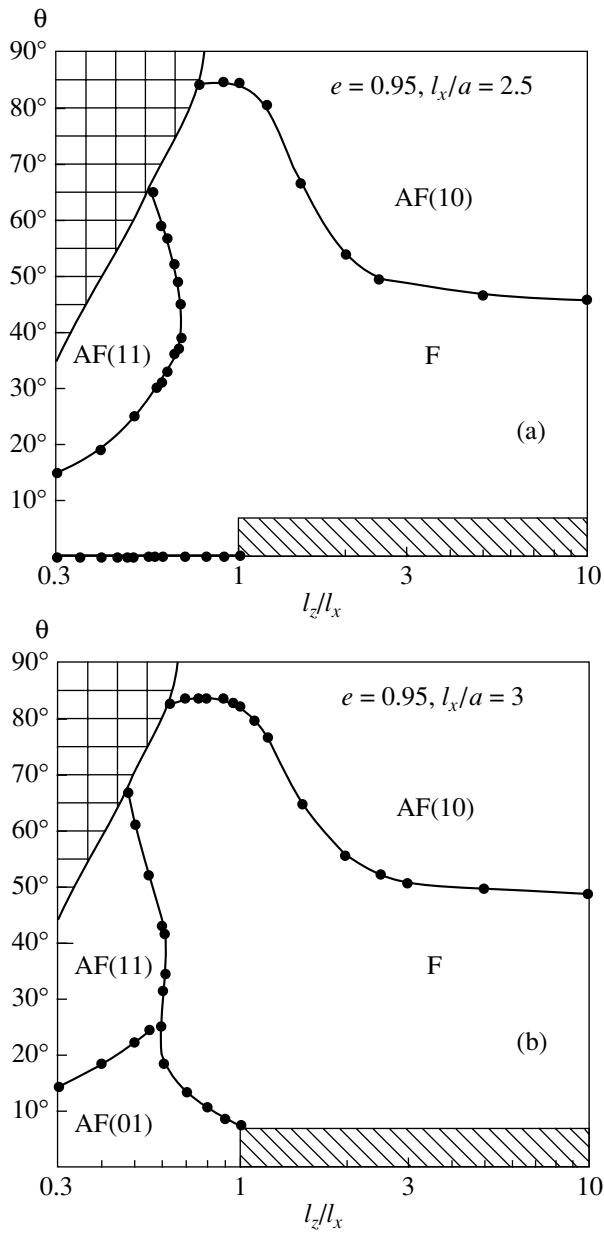 θ
90°
e = 0.95, l_x/a = 2.5
80°
70°
AF(10)
60°
50°
40°
AF(11)
F
30°
20°
(a)
10°
0.3 1 3 10
l_z/l_x
θ
90°
e = 0.95, l_x/a = 3
80°
70°
AF(10)
60°
50°
40°
AF(11)
F
30°
20°
(b)
10°
AF(01)
0.3 1 3 10
l_z/l_x